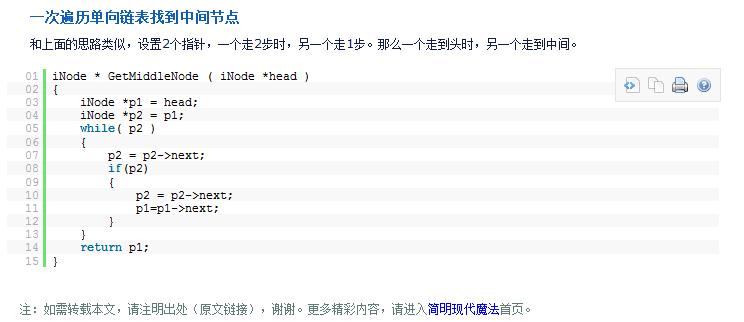 一次遍历单向链表找到中间节点
和上面的思路类似，设置2个指针，一个走2步时，另一个走1步。那么一个走到头时，另一个走到中间。
01 iNode * GetMiddleNode ( iNode *head )
02 {
03     iNode *p1 = head;
04     iNode *p2 = p1;
05     while( p2 )
06     {
07         p2 = p2->next;
08         if(p2)
09         {
10             p2 = p2->next;
11             p1=p1->next;
12         }
13     }
14     return p1;
15 }
注：如需转载本文，请注明出处（原文链接），谢谢。更多精彩内容，请进入简明现代魔法首页。